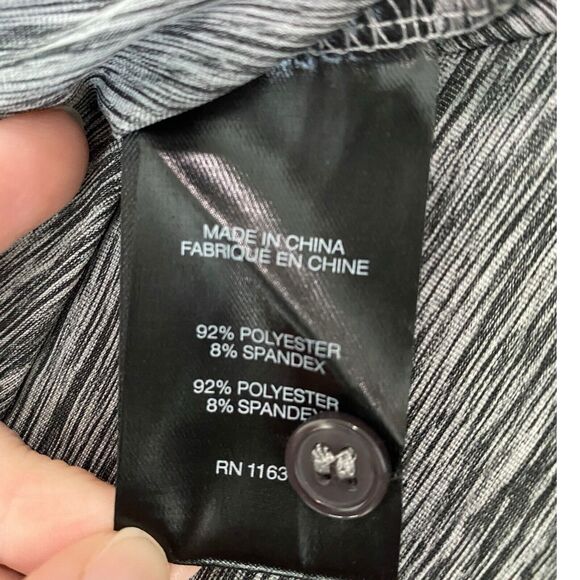 MADE IN CHINA
FABRIQUE EN CHINE
92% POLYESTER
8% SPANDEX
92% POLYESTER
8% SPANDEX
RN 1163